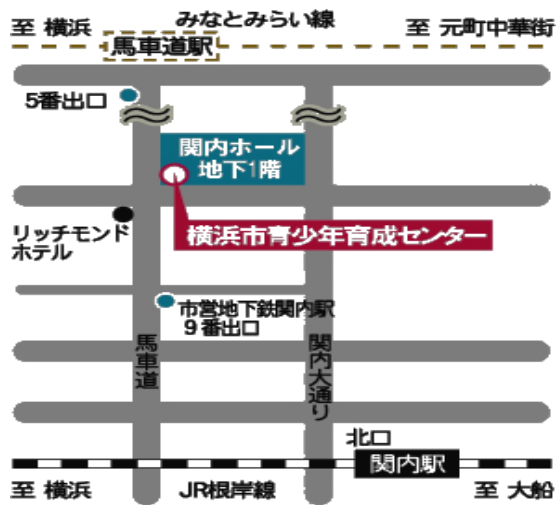 みなとみらい線
至 横浜
至 元町中華街
馬車道駅
5番出口
関内ホール
地下1階
リッチモンド
ホテル
横浜市青少年育成センター
市営地下鉄関内駅
9番出口
馬車道
関内大通り
北口
関内駅
至 横浜
JR根岸線
至 大船